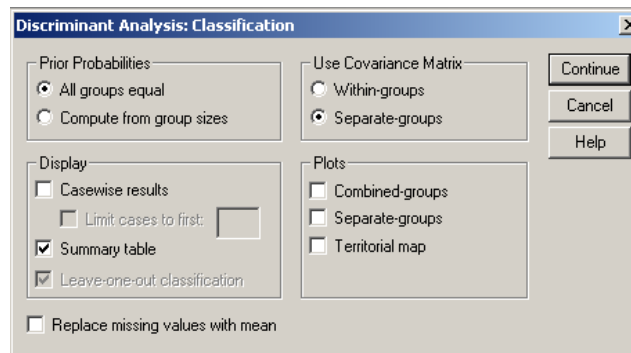 Discriminant Analysis: Classification
Prior Probabilities
All groups equal
Compute from group sizes
Use Covariance Matrix
Within-groups
Separate-groups
Continue
Cancel
Help
Display
Casewise results
Limit cases to first:
Summary table
Leave-one-out classification
Plots
Combined-groups
Separate-groups
Territorial map
Replace missing values with mean